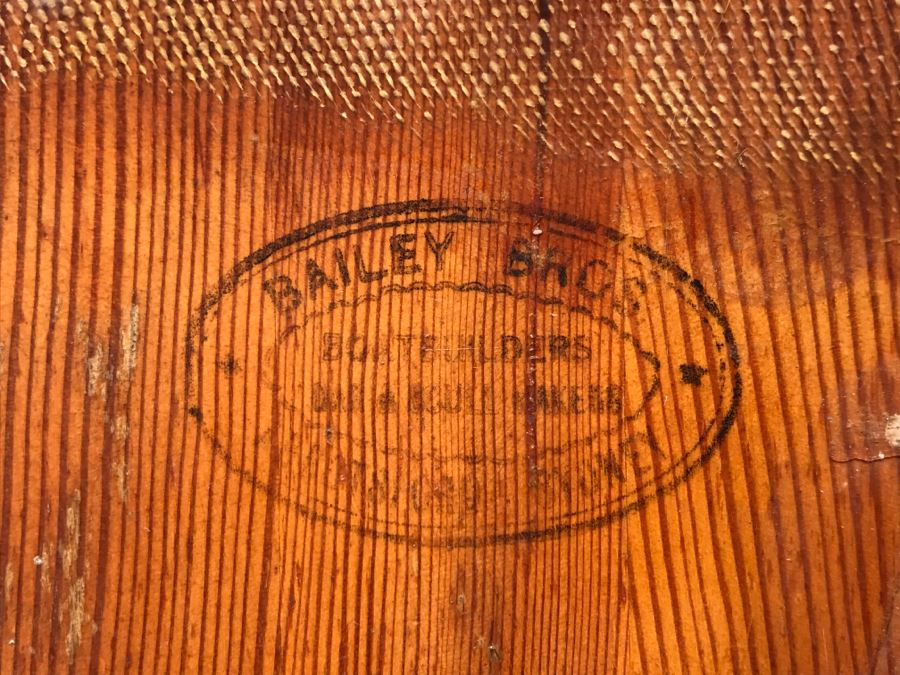 BAILEY BROS
BOATBUILDERS
OAR & SCULL MAKERS